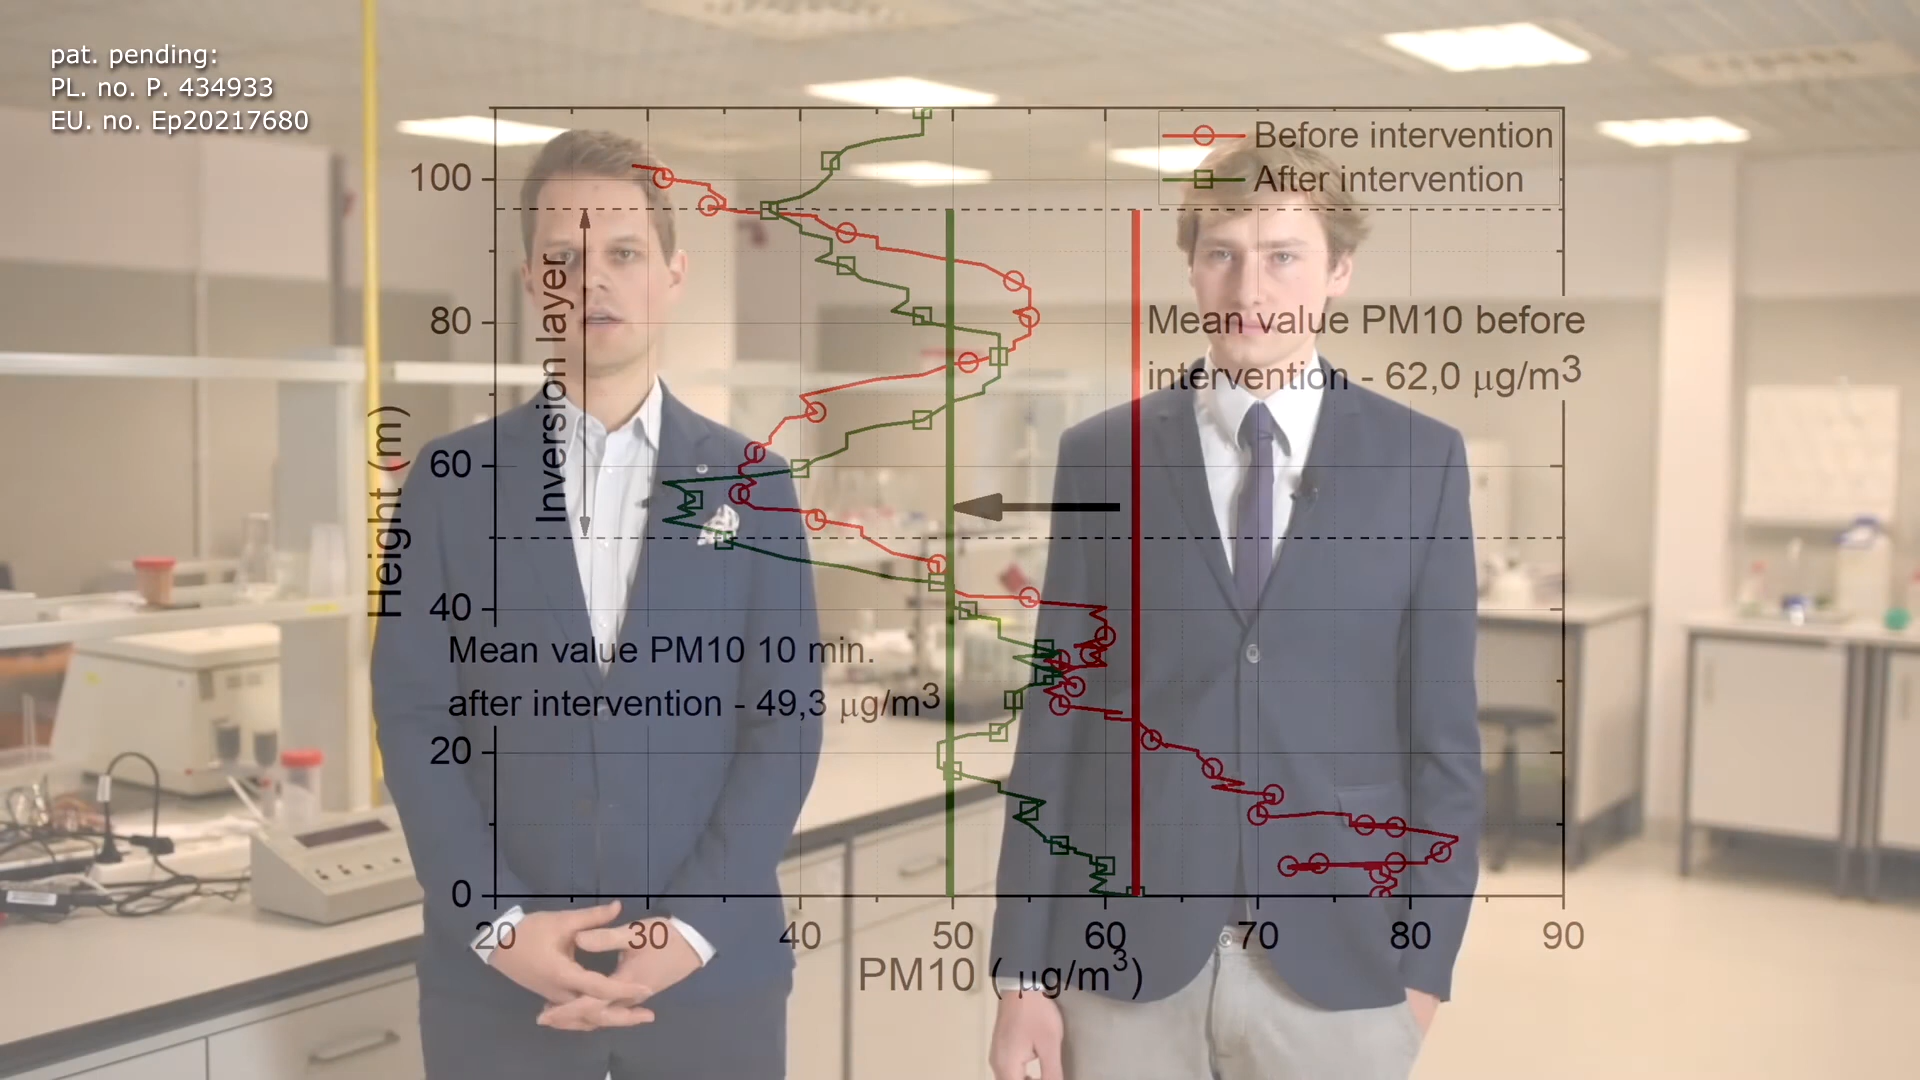 pat. pending:
PL. no. P. 434933
EU. no. Ep20217680
Before intervention
After intervention
100
80
60
40
20
0
Height (m)
Inversion layer
Mean value PM10 before
intervention - 62,0 µg/m3
Mean value PM10 10 min.
after intervention - 49,3 µg/m3
20 30 40 50 60 70 80 90
PM10 ( µg/m3)